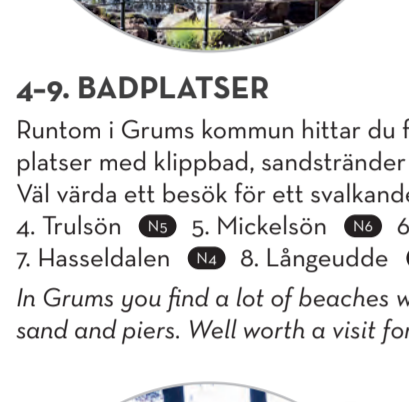 4–9. BADPLATSER
Runtom i Grums kommun hittar du
platser med klippbad, sandstränder
Väl värda ett besök för ett svalkande
4. Trulsön N5 5. Mickelsön N6 6
7. Hasseldalen N4 8. Långeudde
In Grums you find a lot of beaches
sand and piers. Well worth a visit for